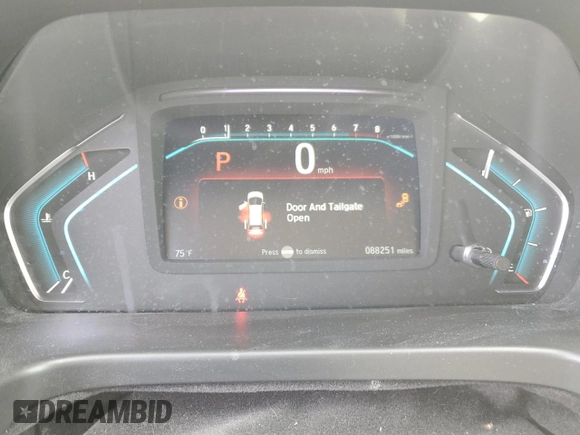 0 1 2 3 4 5 6 7 8
P 0 mph
H
Door And Tailgate
Open
C
75°F
Press to dismiss
088251 miles
DREAMBID